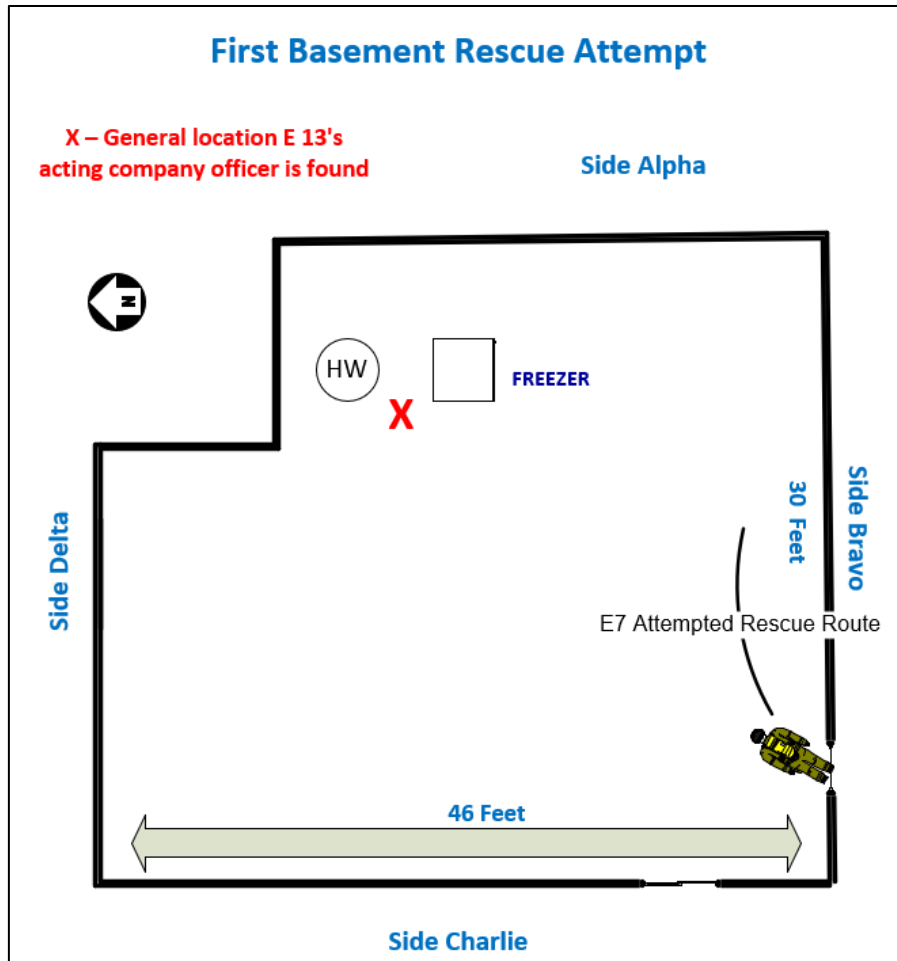 First Basement Rescue Attempt
X – General location E 13's
acting company officer is found
Side Alpha
N
HW
FREEZER
X
Side Delta
30 Feet
Side Bravo
E7 Attempted Rescue Route
46 Feet
Side Charlie